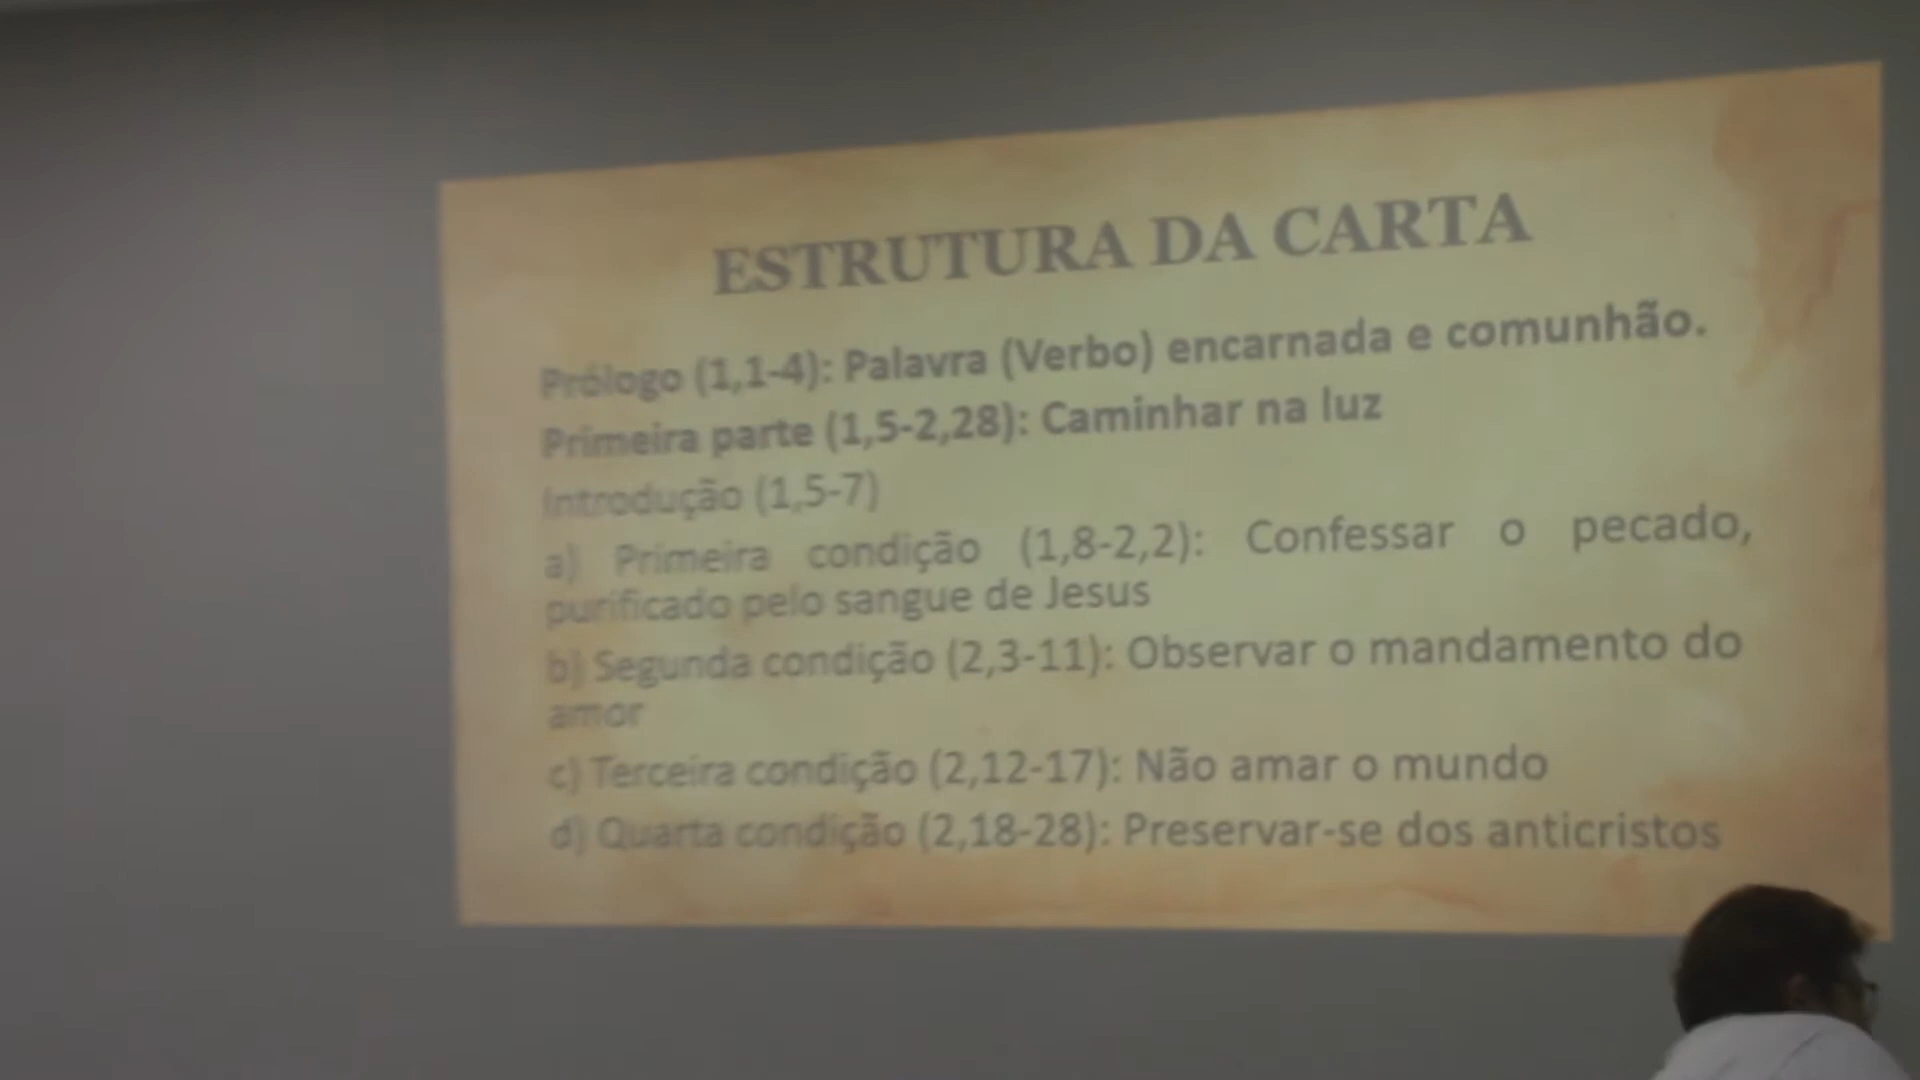 ESTRUTURA DA CARTA
Prólogo (1,1-4): Palavra (Verbo) encarnada e comunhão.
Primeira parte (1,5-2,28): Caminhar na luz
Introdução (1,5-7)
a) Primeira condição (1,8-2,2): Confessar o pecado,
purificado pelo sangue de Jesus
b) Segunda condição (2,3-11): Observar o mandamento do
amor
c) Terceira condição (2,12-17): Não amar o mundo
d) Quarta condição (2,18-28): Preservar-se dos anticristos